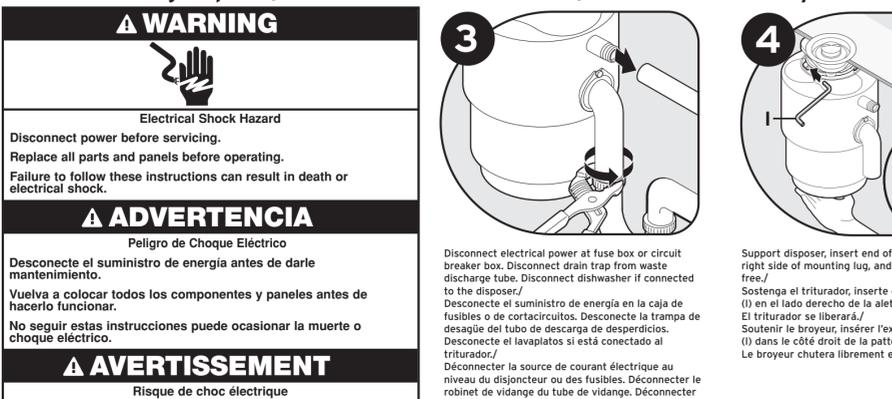 WARNING
Electrical Shock Hazard
Disconnect power before servicing.
Replace all parts and panels before operating.
Failure to follow these instructions can result in death or
electrical shock.
ADVERTENCIA
Peligro de Choque Eléctrico
Desconecte el suministro de energía antes de darle
mantenimiento.
Vuelva a colocar todos los componentes y paneles antes de
hacerlo funcionar.
No seguir estas instrucciones puede ocasionar la muerte o
choque eléctrico.
AVERTISSEMENT
Risque de choc électrique
3
Disconnect electrical power at fuse box or circuit
breaker box. Disconnect drain trap from waste
discharge tube. Disconnect dishwasher if connected
to the disposer./
Desconecte el suministro de energía en la caja de
fusibles o de cortacircuitos. Desconecte la trampa de
desagüe del tubo de descarga de desperdicios.
Desconecte el lavaplatos si está conectado al
triturador./
Déconnecter la source de courant électrique au
niveau du disjoncteur ou des fusibles. Déconnecter le
robinet de vidange du tube de vidange. Déconnecter
4
I
Support disposer, insert end of
right side of mounting lug, and
free./
Sostenga el triturador, inserte
(I) en el lado derecho de la
El triturador se liberará./
Soutenir le broyeur, insérer
(I) dans le côté droit de la
Le broyeur chutera librement